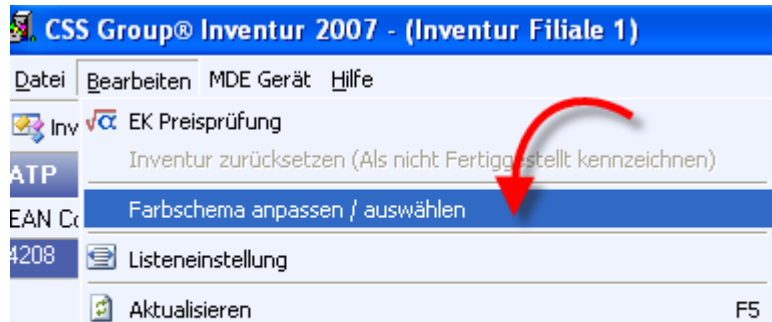 CSS Group® Inventur 2007 - (Inventur Filiale 1)
Datei Bearbeiten MDE Gerät Hilfe
Inv √α EK Preisprüfung
Inventur zurücksetzen (Als nicht Fertiggestellt kennzeichnen)
ATP
Farbschema anpassen / auswählen
EAN
4208 Listeneinstellung
Aktualisieren F5